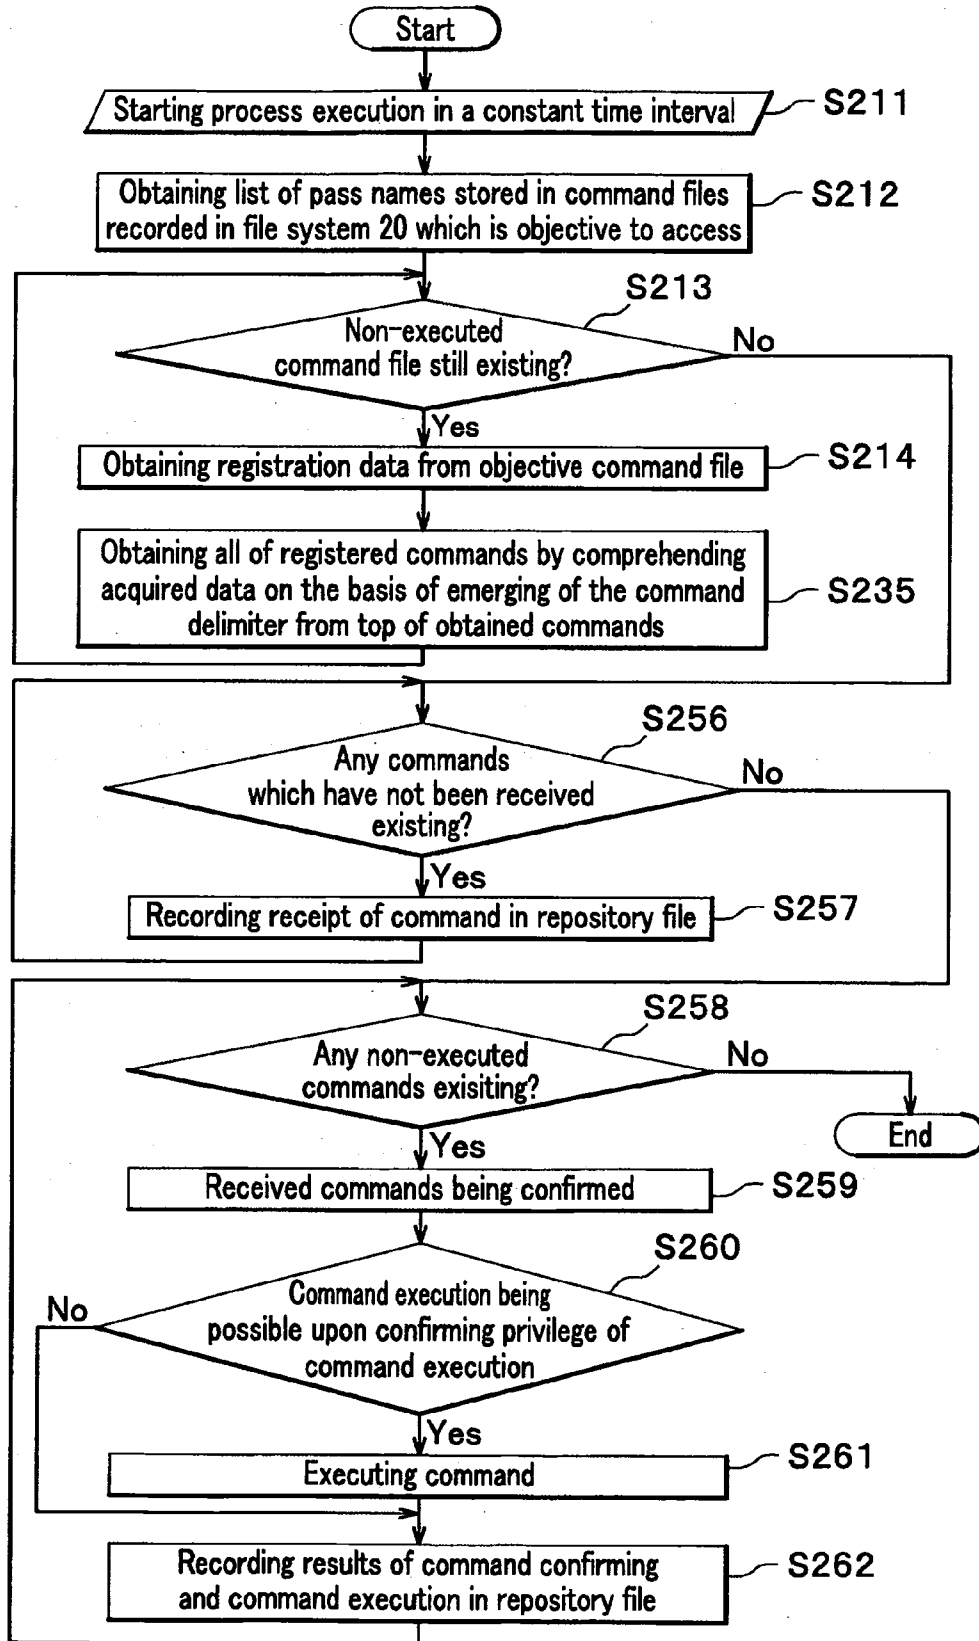 Start
Starting process execution in a constant time interval
S211
Obtaining list of pass names stored in command files
recorded in file system 20 which is objective to access
S212
S213
Non-executed
command file still existing?
No
Yes
Obtaining registration data from objective command file
S214
Obtaining all of registered commands by comprehending
acquired data on the basis of emerging of the command
delimiter from top of obtained commands
S235
S256
Any commands
which have not been received
existing?
No
Yes
Recording receipt of command in repository file
S257
S258
Any non-executed
commands exisiting?
No
End
Yes
Received commands being confirmed
S259
S260
Command execution being
possible upon confirming privilege of
command execution
No
Yes
Executing command
S261
Recording results of command confirming
and command execution in repository file
S262